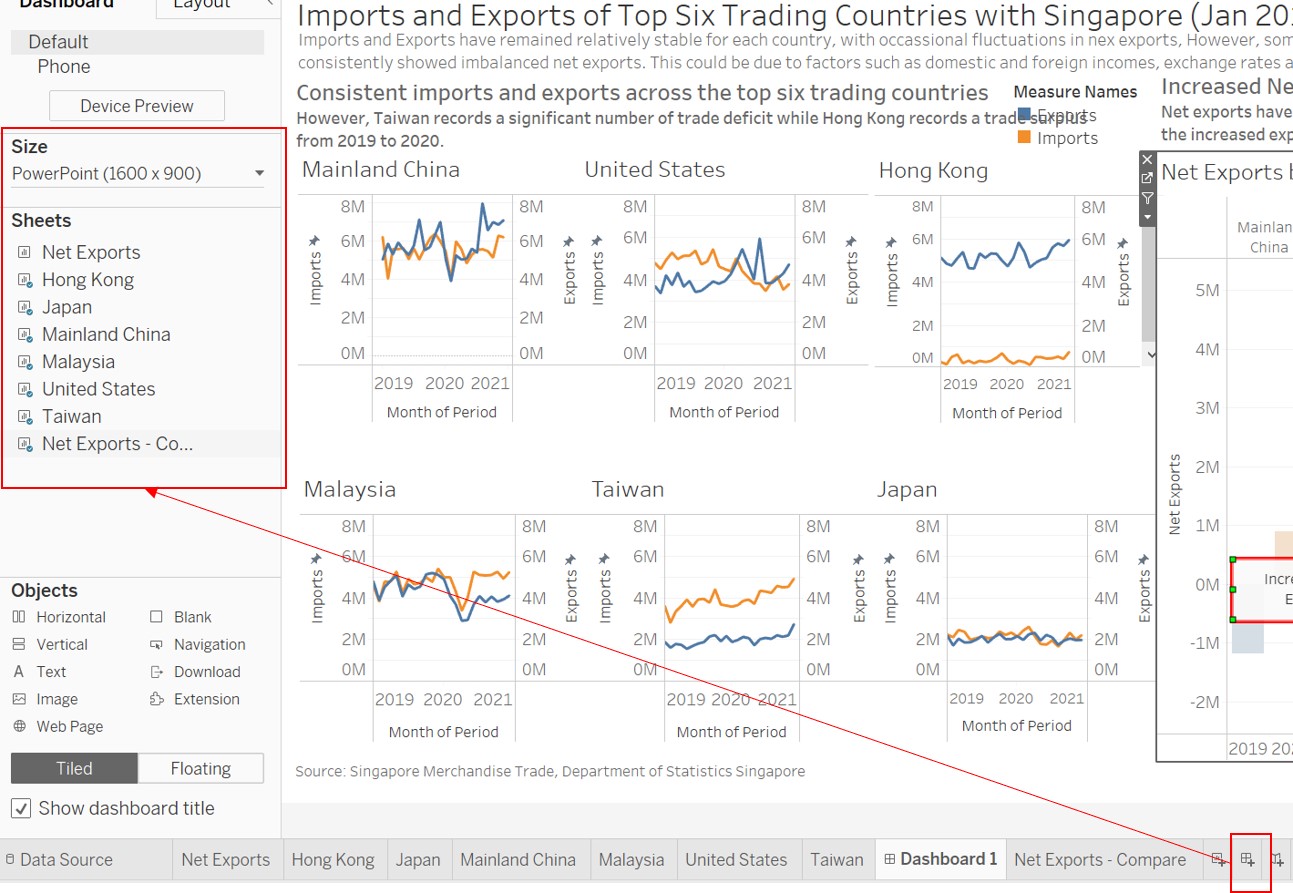 Dashboard
Layout
Default
Phone
Device Preview
Size
PowerPoint (1600 x 900)
Sheets
Net Exports
Hong Kong
Japan
Mainland China
Malaysia
United States
Taiwan
Net Exports - Co...
Objects
Horizontal
Blank
Vertical
Navigation
Text
Download
Image
Extension
Web Page
Tiled
Floating
Show dashboard title
Imports and Exports of Top Six Trading Countries with Singapore (Jan 20
Imports and Exports have remained relatively stable for each country, with occassional fluctuations in nex exports, However, som
consistently showed imbalanced net exports. This could be due to factors such as domestic and foreign incomes, exchange rates a
Consistent imports and exports across the top six trading countries
However, Taiwan records a significant number of trade deficit while Hong Kong records a trade surplus
from 2019 to 2020.
Measure Names
Exports
Imports
Increased Ne
Net exports have
the increased exp
Mainland China
8M
6M
4M
2M
0M
Imports
8M
6M
4M
2M
0M
Exports
2019 2020 2021
Month of Period
United States
8M
6M
4M
2M
0M
Imports
8M
6M
4M
2M
0M
Exports
2019 2020 2021
Month of Period
Hong Kong
8M
6M
4M
2M
0M
Imports
8M
6M
4M
2M
0M
Exports
2019 2020 2021
Month of Period
Malaysia
8M
6M
4M
2M
0M
Imports
8M
6M
4M
2M
0M
Exports
2019 2020 2021
Month of Period
Taiwan
8M
6M
4M
2M
0M
Imports
8M
6M
4M
2M
0M
Exports
2019 2020 2021
Month of Period
Japan
8M
6M
4M
2M
0M
Imports
8M
6M
4M
2M
0M
Exports
2019 2020 2021
Month of Period
Net Exports b
Mainlan
China
5M
4M
3M
2M
1M
0M
-1M
-2M
Net Exports
Incre
E
2019 202
Source: Singapore Merchandise Trade, Department of Statistics Singapore
Data Source
Net Exports
Hong Kong
Japan
Mainland China
Malaysia
United States
Taiwan
Dashboard 1
Net Exports - Compare